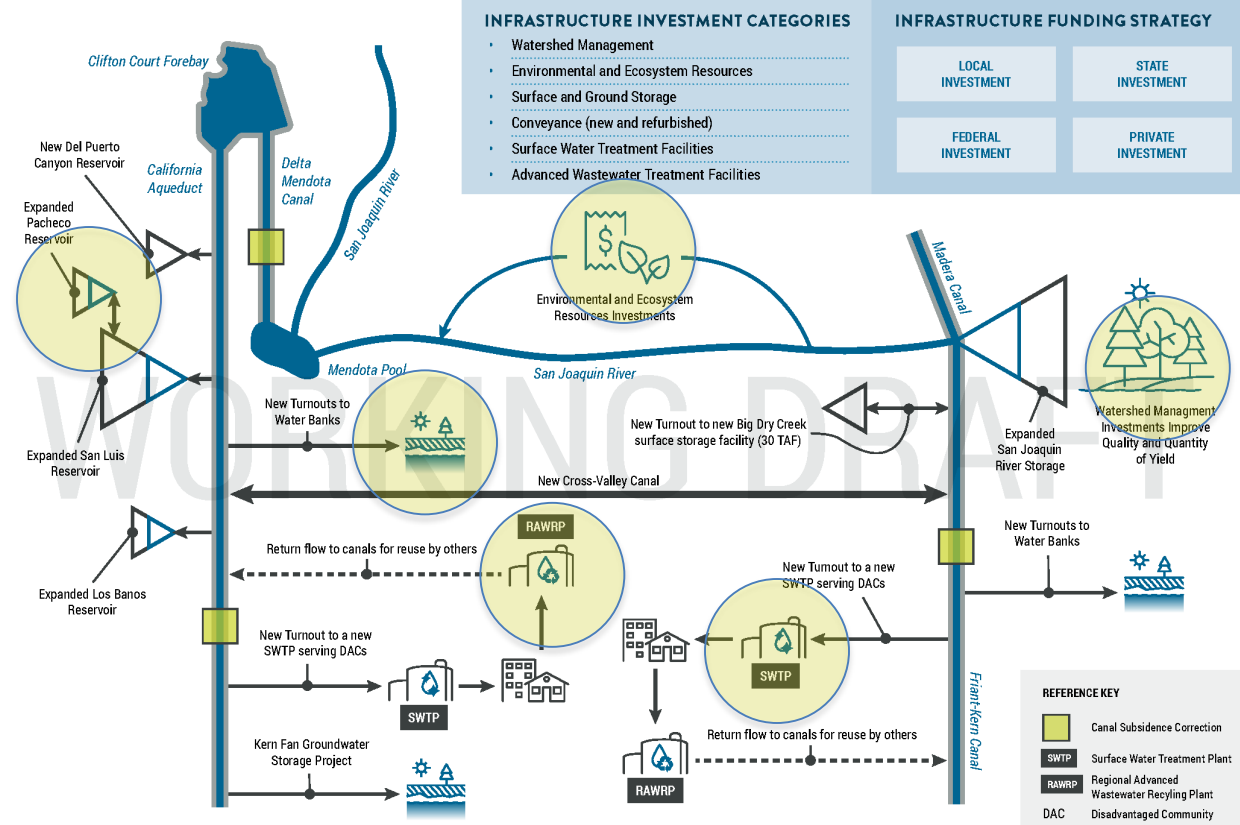 INFRASTRUCTURE INVESTMENT CATEGORIES
• Watershed Management
• Environmental and Ecosystem Resources
• Surface and Ground Storage
• Conveyance (new and refurbished)
• Surface Water Treatment Facilities
• Advanced Wastewater Treatment Facilities
INFRASTRUCTURE FUNDING STRATEGY
LOCAL
INVESTMENT
STATE
INVESTMENT
FEDERAL
INVESTMENT
PRIVATE
INVESTMENT
Clifton Court Forebay
New Del Puerto
Canyon Reservoir
California
Aqueduct
Delta
Mendota
Canal
San Joaquin River
Expanded
Pacheco
Reservoir
$
Environmental and Ecosystem
Resources Investments
Madera Canal
Mendota Pool
San Joaquin River
WORKING DRAFT
New Turnouts to
Water Banks
New Turnout to new Big Dry Creek
surface storage facility (30 TAF)
Expanded
San Joaquin
River Storage
Watershed Managment
Investments Improve
Quality and Quantity
of Yield
Expanded San Luis
Reservoir
New Cross-Valley Canal
RAWRP
Return flow to canals for reuse by others
New Turnouts to
Water Banks
Expanded Los Banos
Reservoir
New Turnout to a new
SWTP serving DACs
New Turnout to a new
SWTP serving DACs
SWTP
SWTP
Friant-Kern Canal
Kern Fan Groundwater
Storage Project
Return flow to canals for reuse by others
RAWRP
REFERENCE KEY
Canal Subsidence Correction
SWTP Surface Water Treatment Plant
RAWRP Regional Advanced
Wastewater Recyling Plant
DAC Disadvantaged Community